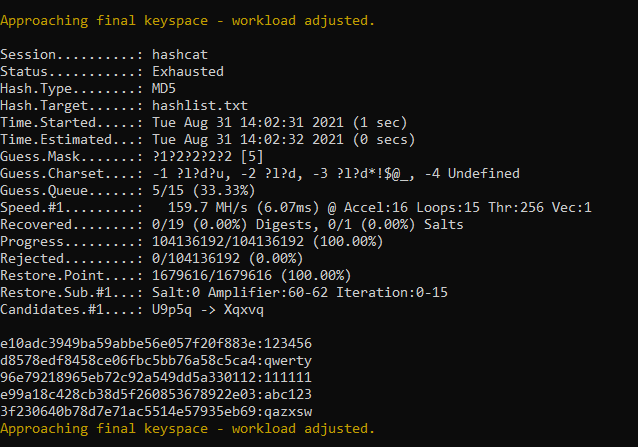 Approaching final keyspace - workload adjusted.
Session..........: hashcat
Status...........: Exhausted
Hash.Type........: MD5
Hash.Target......: hashlist.txt
Time.Started.....: Tue Aug 31 14:02:31 2021 (1 sec)
Time.Estimated...: Tue Aug 31 14:02:32 2021 (0 secs)
Guess.Mask.......: ?1?2?2?2?2 [5]
Guess.Charset....: -1 ?l?d?u, -2 ?l?d, -3 ?l?d*!$@_, -4 Undefined
Guess.Queue......: 5/15 (33.33%)
Speed.#1.........:   159.7 MH/s (6.07ms) @ Accel:16 Loops:15 Thr:256 Vec:1
Recovered........: 0/19 (0.00%) Digests, 0/1 (0.00%) Salts
Progress.........: 104136192/104136192 (100.00%)
Rejected.........: 0/104136192 (0.00%)
Restore.Point....: 1679616/1679616 (100.00%)
Restore.Sub.#1...: Salt:0 Amplifier:60-62 Iteration:0-15
Candidates.#1....: U9p5q -> Xqxvq
e10adc3949ba59abbe56e057f20f883e:123456
d8578edf8458ce06fbc5bb76a58c5ca4:qwerty
96e79218965eb72c92a549dd5a330112:111111
e99a18c428cb38d5f260853678922e03:abc123
3f230640b78d7e71ac5514e57935eb69:qazxsw
Approaching final keyspace - workload adjusted.